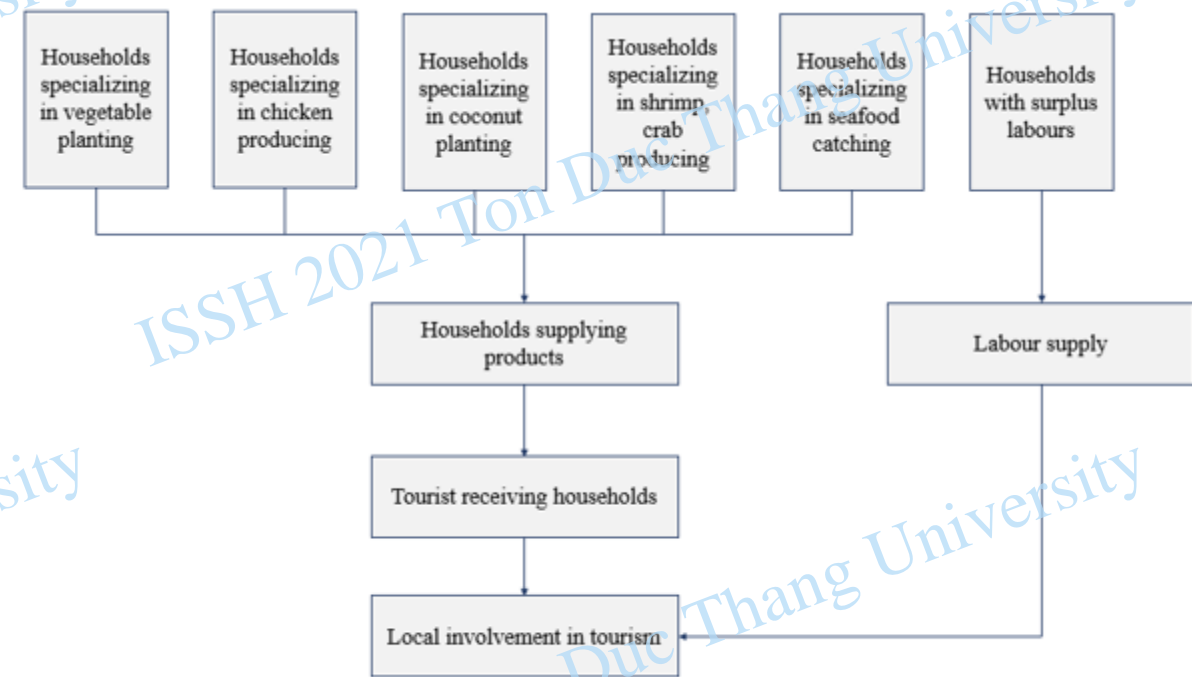 Households
specializing
in vegetable
planting
Households
specializing
in chicken
producing
Households
specializing
in coconut
planting
Households
specializing
in shrimp,
crab
producing
Households
specializing
in seafood
catching
Households
with surplus
labours
Households supplying
products
Labour supply
Tourist receiving households
Local involvement in tourism
ISSH 2021 Ton Duc Thang University
sity
Duc Thang University